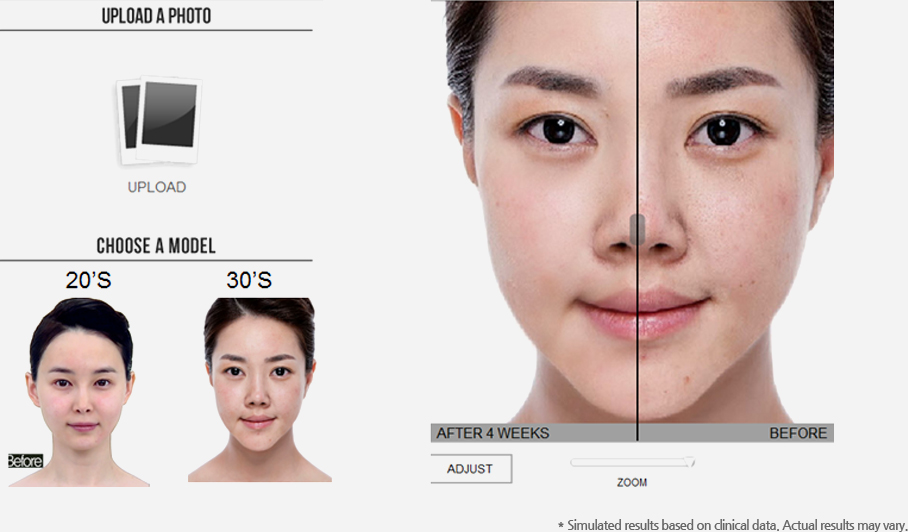 UPLOAD A PHOTO
UPLOAD
CHOOSE A MODEL
20'S 30'S
Before
AFTER 4 WEEKS BEFORE
ADJUST
ZOOM
* Simulated results based on clinical data. Actual results may vary.